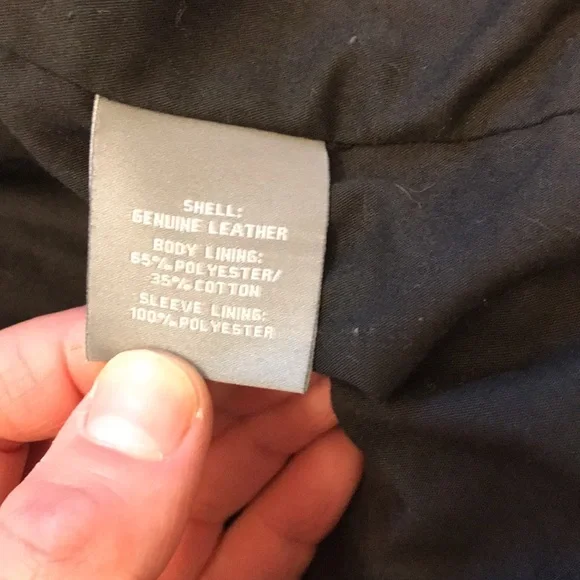 SHELL:
GENUINE LEATHER
BODY LINING:
65% POLYESTER/
35% COTTON
SLEEVE LINING:
100% POLYESTER